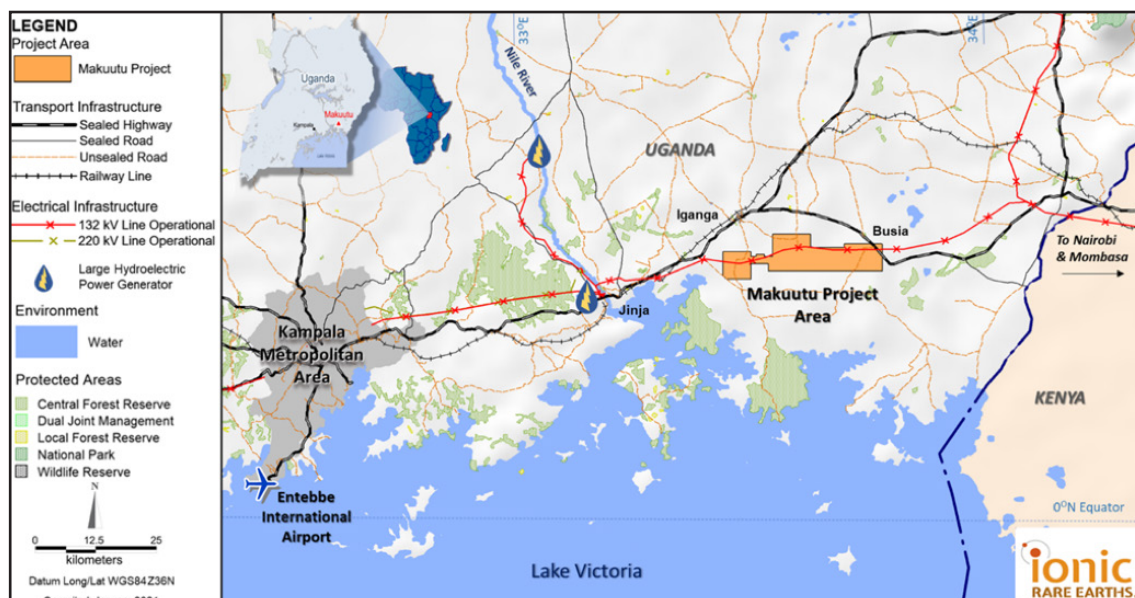 LEGEND
Project Area
Makuutu Project
Transport Infrastructure
Sealed Highway
Sealed Road
Unsealed Road
Railway Line
Electrical Infrastructure
132 kV Line Operational
220 kV Line Operational
Large Hydroelectric
Power Generator
Environment
Water
Protected Areas
Central Forest Reserve
Dual Joint Management
Local Forest Reserve
National Park
Wildlife Reserve
N
0 12.5 25
kilometers
Datum Long/Lat WGS84Z36N
Uganda
Kampala
Makuutu
33°E
34°E
Nile River
UGANDA
Iganga
Busia
To Nairobi
& Mombasa
Makuutu Project
Area
Jinja
Kampala
Metropolitan
Area
KENYA
Entebbe
International
Airport
0°N Equator
Lake Victoria
ionic
RARE EARTHS